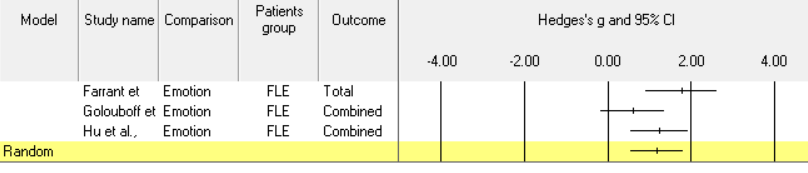 Model Study name Comparison Patients group Outcome Hedges's g and 95% CI
-4.00 -2.00 0.00 2.00 4.00
Farrant et Emotion FLE Total
Golouboff et Emotion FLE Combined
Hu et al., Emotion FLE Combined
Random